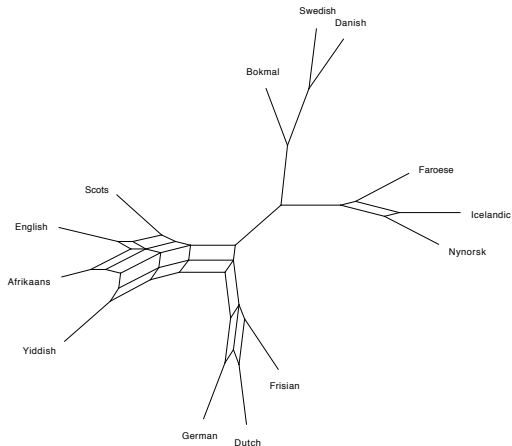 Swedish
Danish
Bokmal
Faroese
Scots
Icelandic
English
Nynorsk
Afrikaans
Yiddish
Frisian
German
Dutch